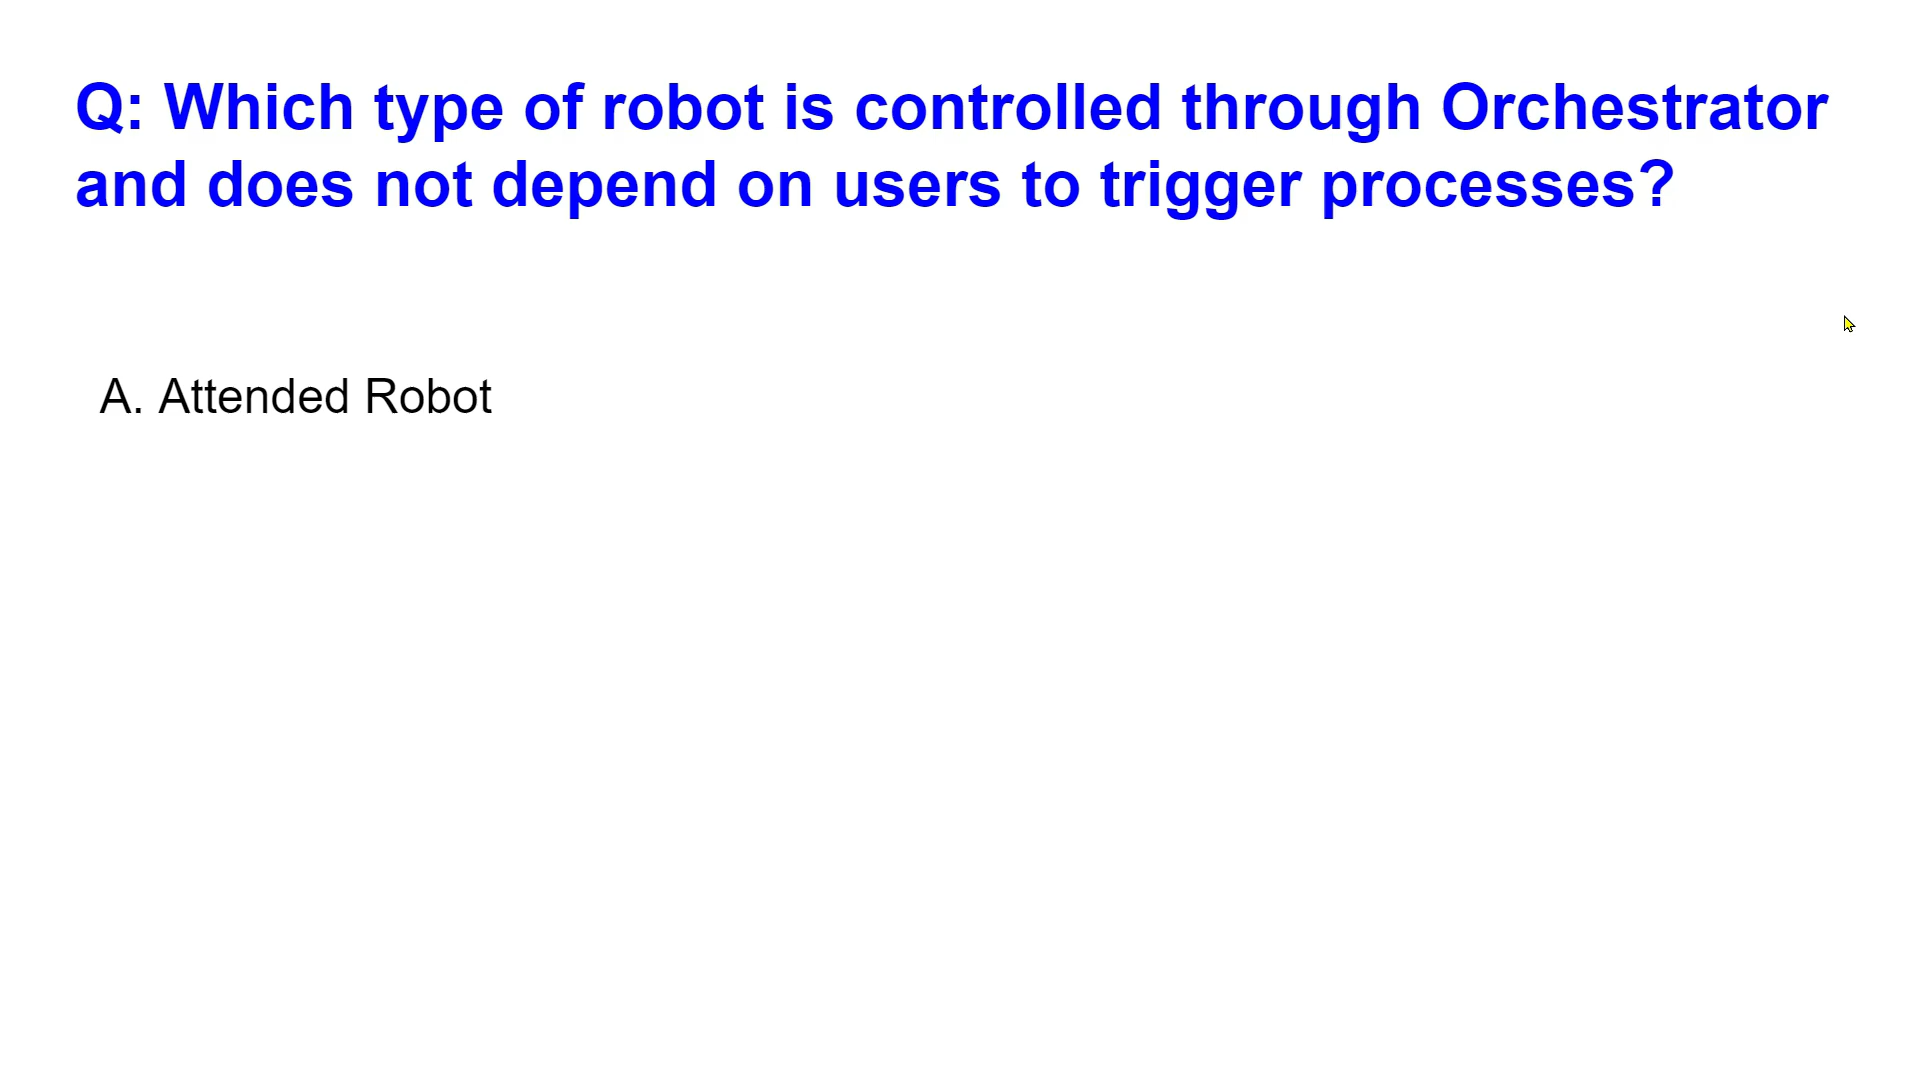 Q: Which type of robot is controlled through Orchestrator
and does not depend on users to trigger processes?
A. Attended Robot